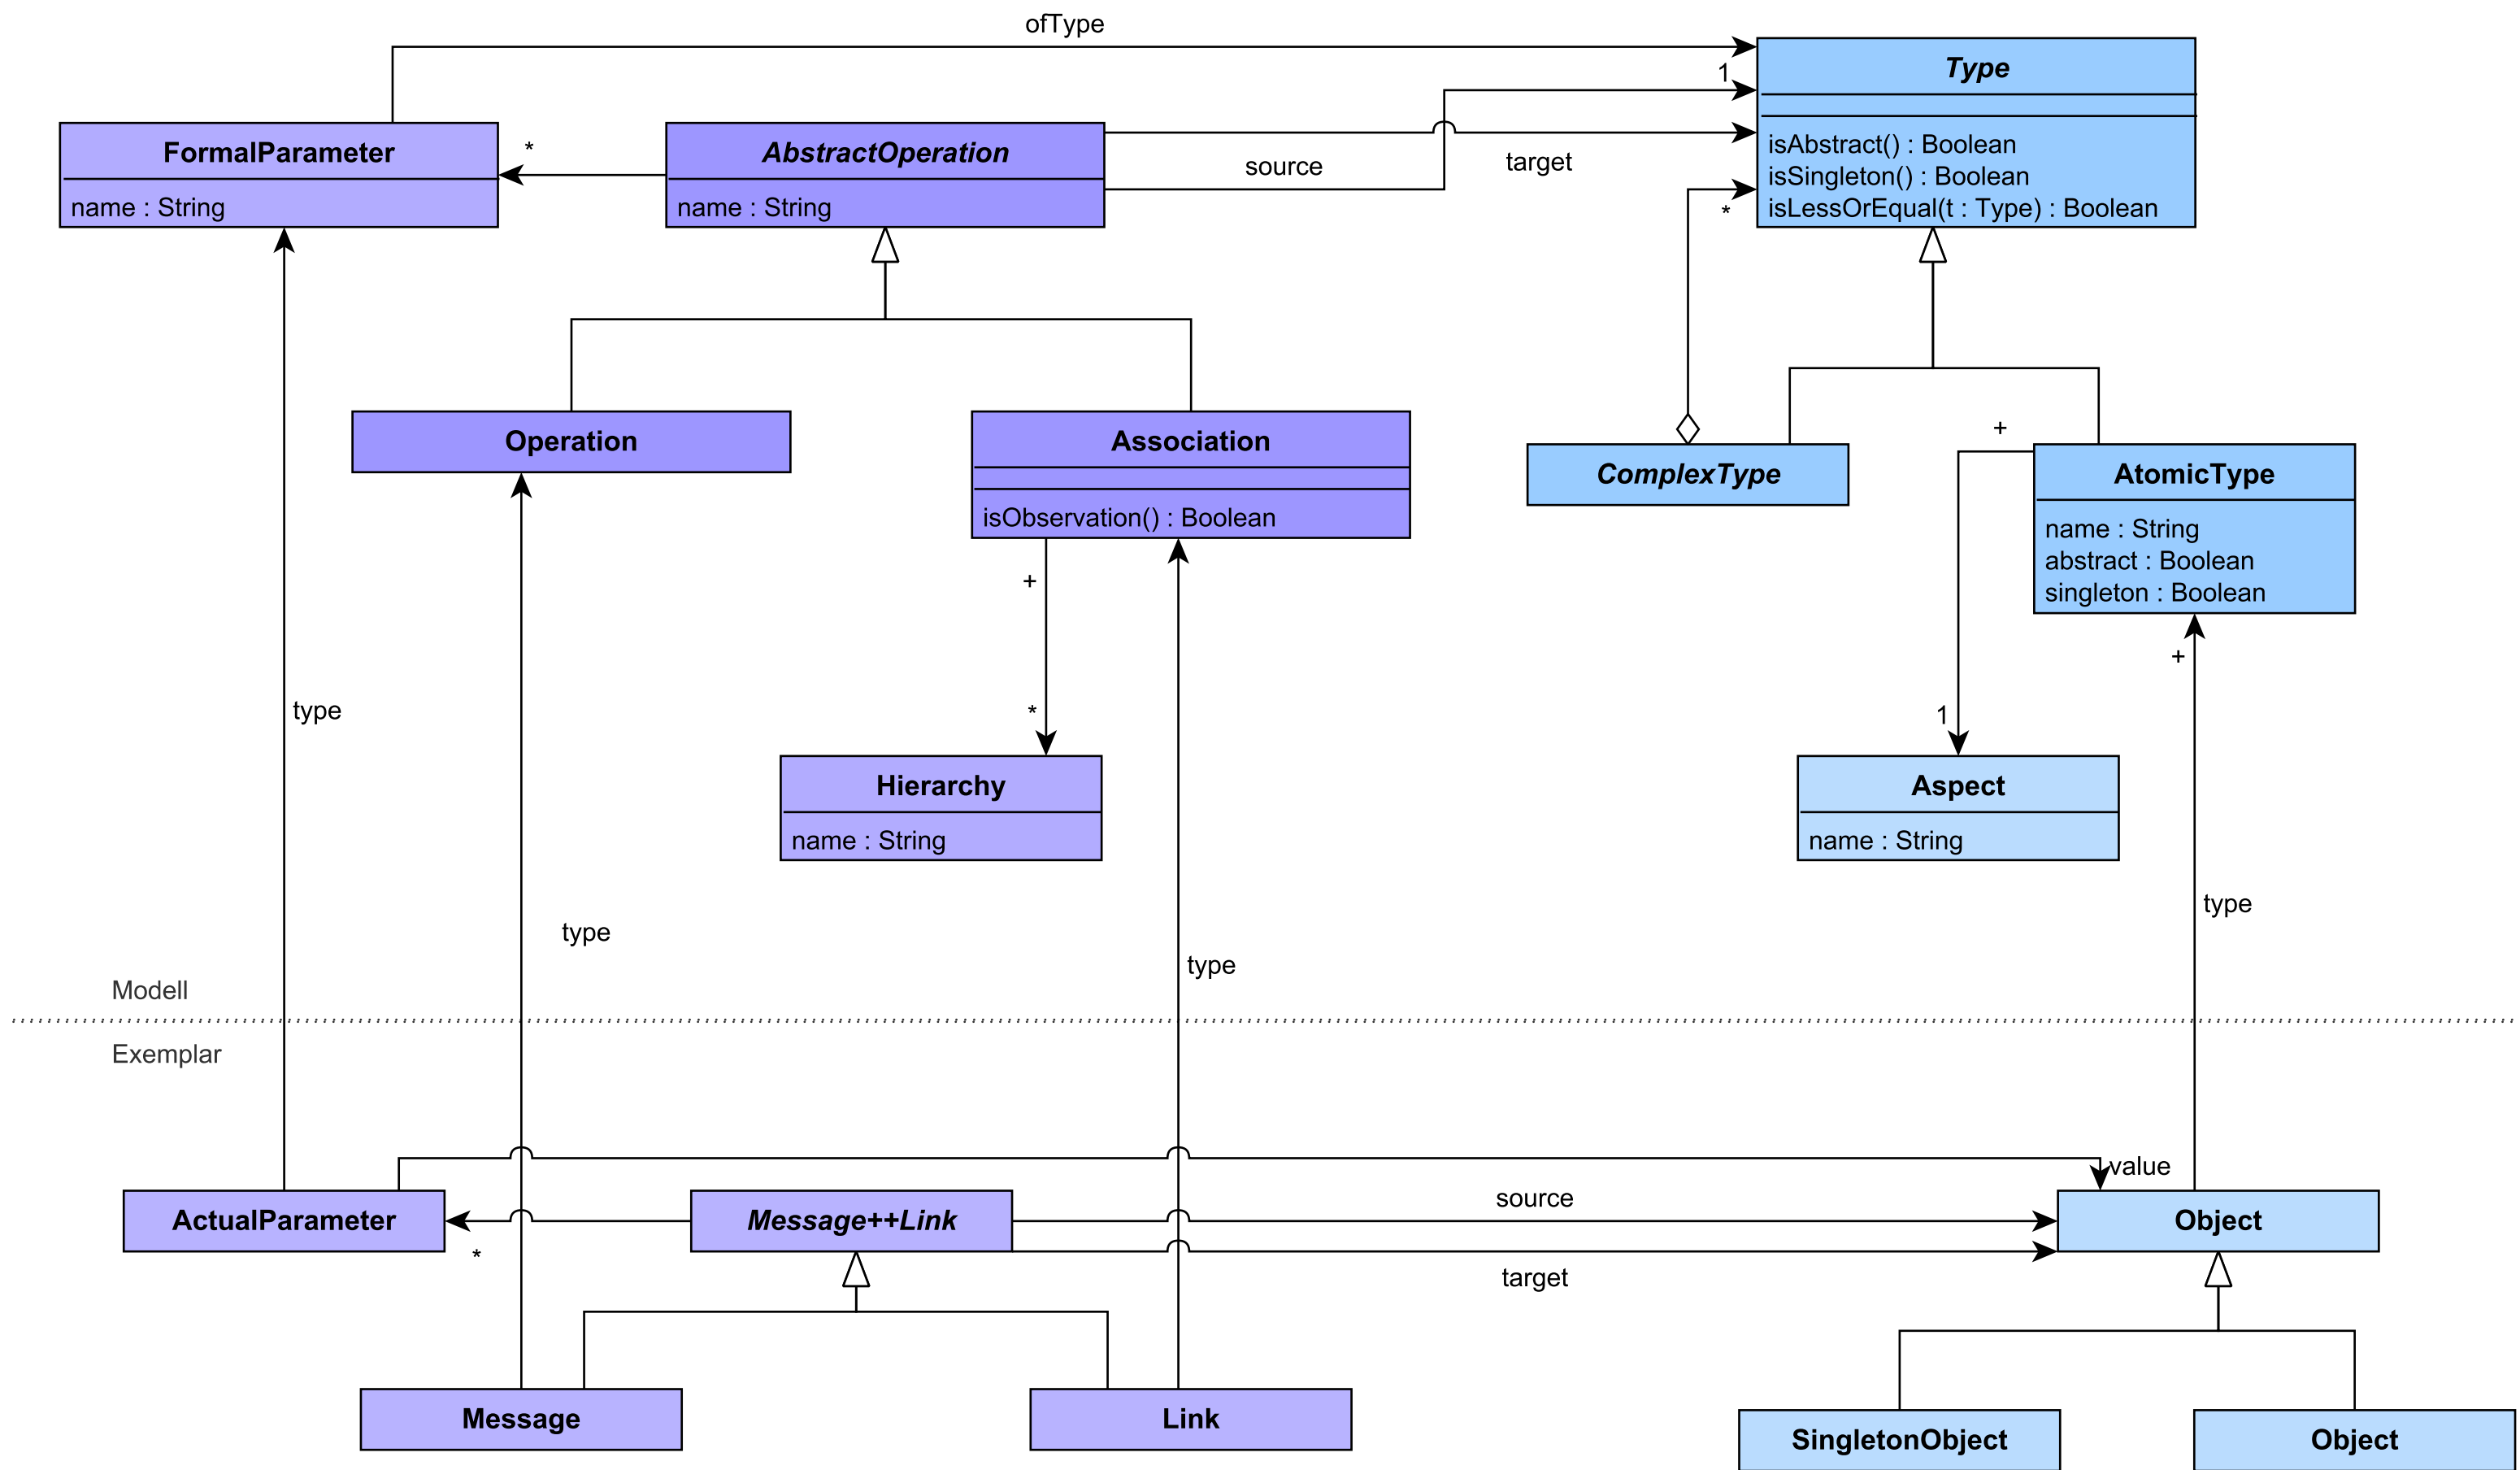 ofType
Type
1
isAbstract() : Boolean
isSingleton() : Boolean
isLessOrEqual(t : Type) : Boolean
FormalParameter
name : String
*
AbstractOperation
name : String
source
target
*
Operation
Association
isObservation() : Boolean
ComplexType
+
AtomicType
name : String
abstract : Boolean
singleton : Boolean
+
*
+
1
type
Hierarchy
name : String
Aspect
name : String
type
type
type
Modell
Exemplar
value
ActualParameter
*
Message++Link
source
target
Object
Message
Link
SingletonObject
Object